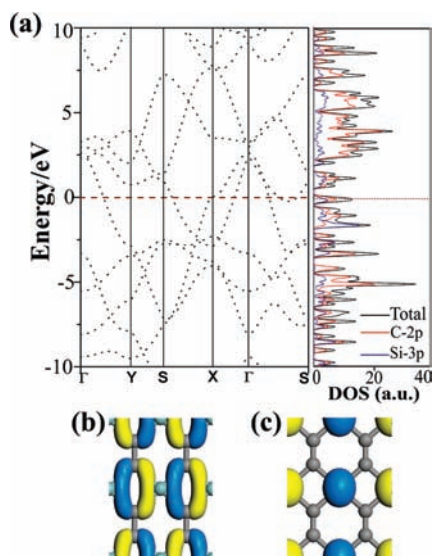 (a)
Energy/eV
10
5
0
-5
-10
Γ Y S X Γ S
Total
C-2p
Si-3p
0 20 40
DOS (a.u.)
(b) (c)